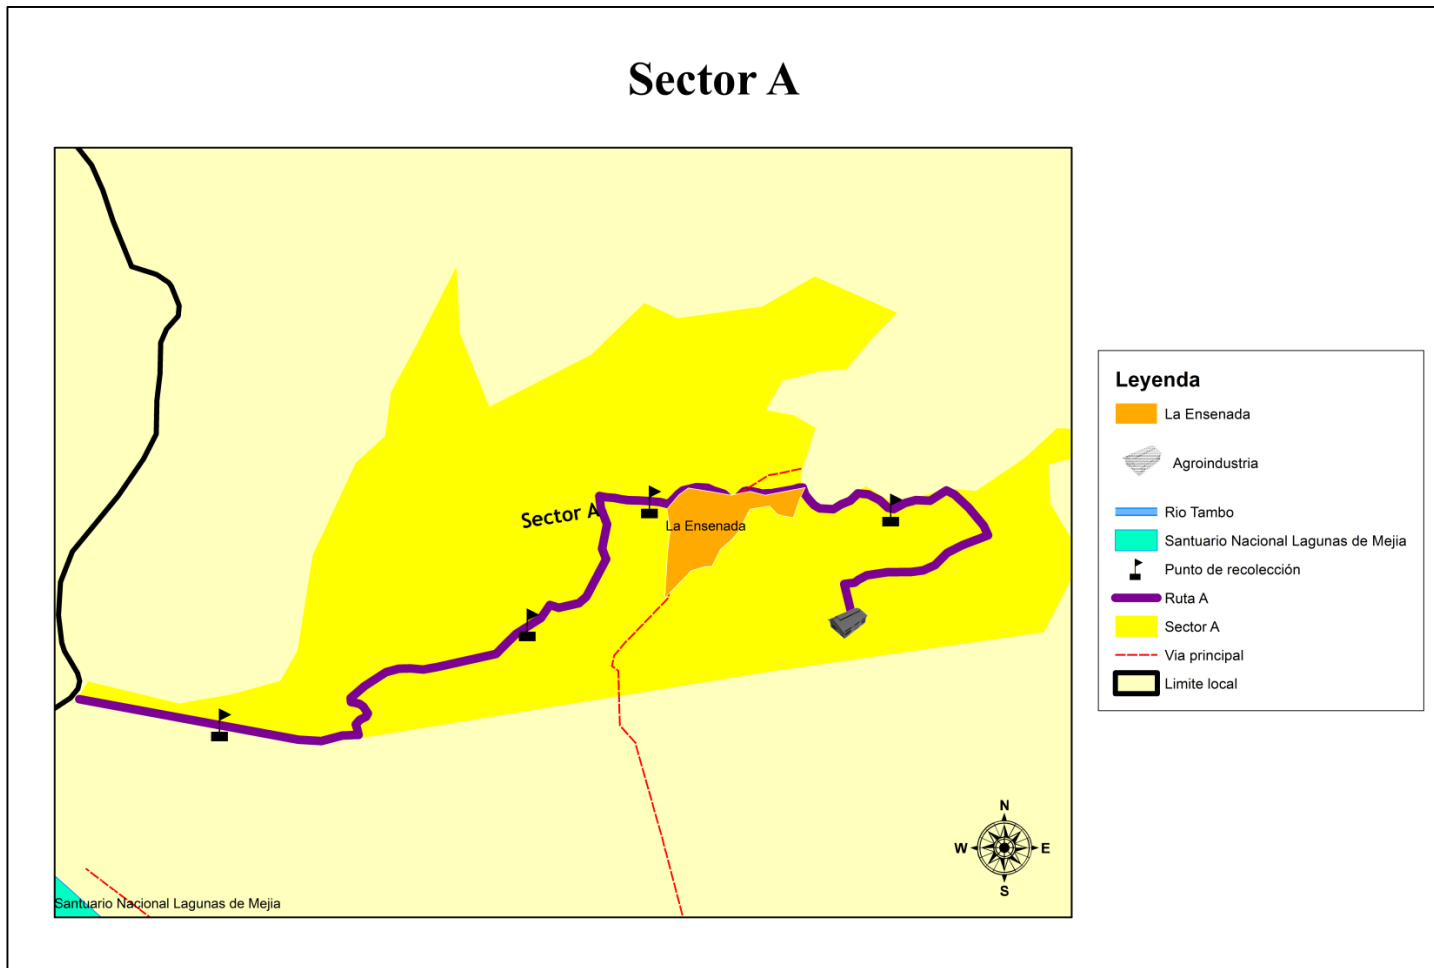 Sector A
Sector A
La Ensenada
Santuario Nacional Lagunas de Mejia
N
W
E
S
Leyenda
La Ensenada
Agroindustria
Rio Tambo
Santuario Nacional Lagunas de Mejia
Punto de recolección
Ruta A
Sector A
Via principal
Limite local